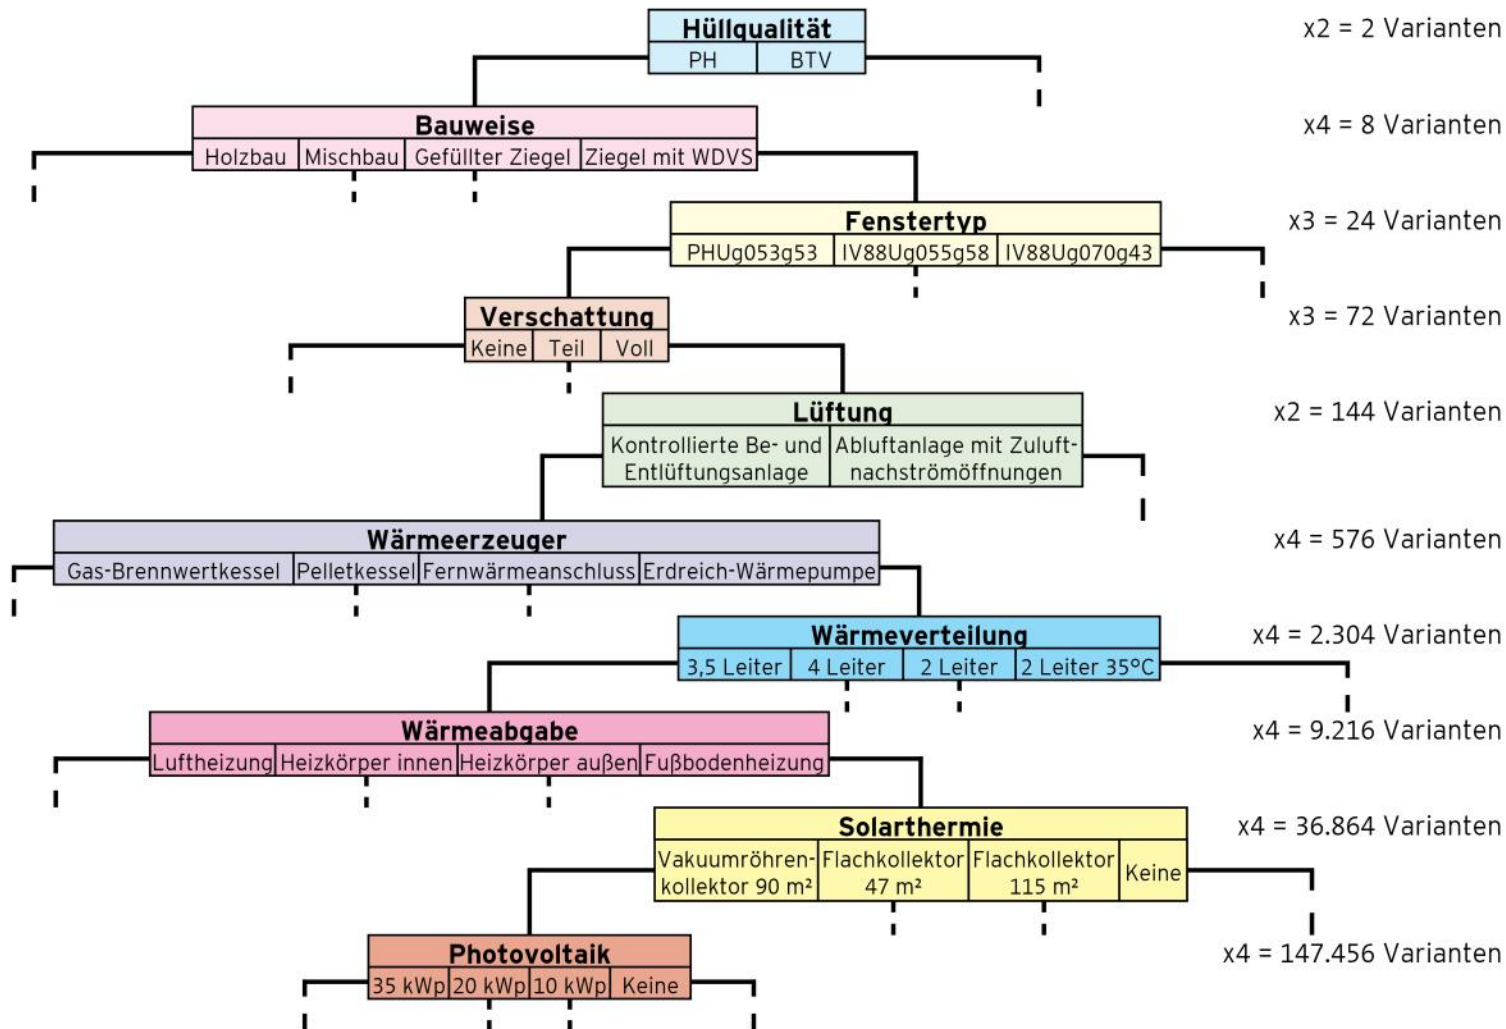 Hüllqualität
x2 = 2 Varianten
PH BTV
Bauweise
x4 = 8 Varianten
Holzbau Mischbau Gefüllter Ziegel Ziegel mit WDVS
Fenstertyp
x3 = 24 Varianten
PHUg053g53 IV88Ug055g58 IV88Ug070g43
Verschattung
x3 = 72 Varianten
Keine Teil Voll
Lüftung
x2 = 144 Varianten
Kontrollierte Be- und Abluftanlage mit Zuluft-
Entlüftungsanlage nachströmöffnungen
Wärmeerzeuger
x4 = 576 Varianten
Gas-Brennwertkessel Pelletkessel Fernwärmeanschluss Erdreich-Wärmepumpe
Wärmeverteilung
x4 = 2.304 Varianten
3,5 Leiter 4 Leiter 2 Leiter 2 Leiter 35°C
Wärmeabgabe
x4 = 9.216 Varianten
Luftheizung Heizkörper innen Heizkörper außen Fußbodenheizung
Solarthermie
x4 = 36.864 Varianten
Vakuumröhren- Flachkollektor Flachkollektor Keine
kollektor 90 m² 47 m² 115 m²
Photovoltaik
x4 = 147.456 Varianten
35 kWp 20 kWp 10 kWp Keine